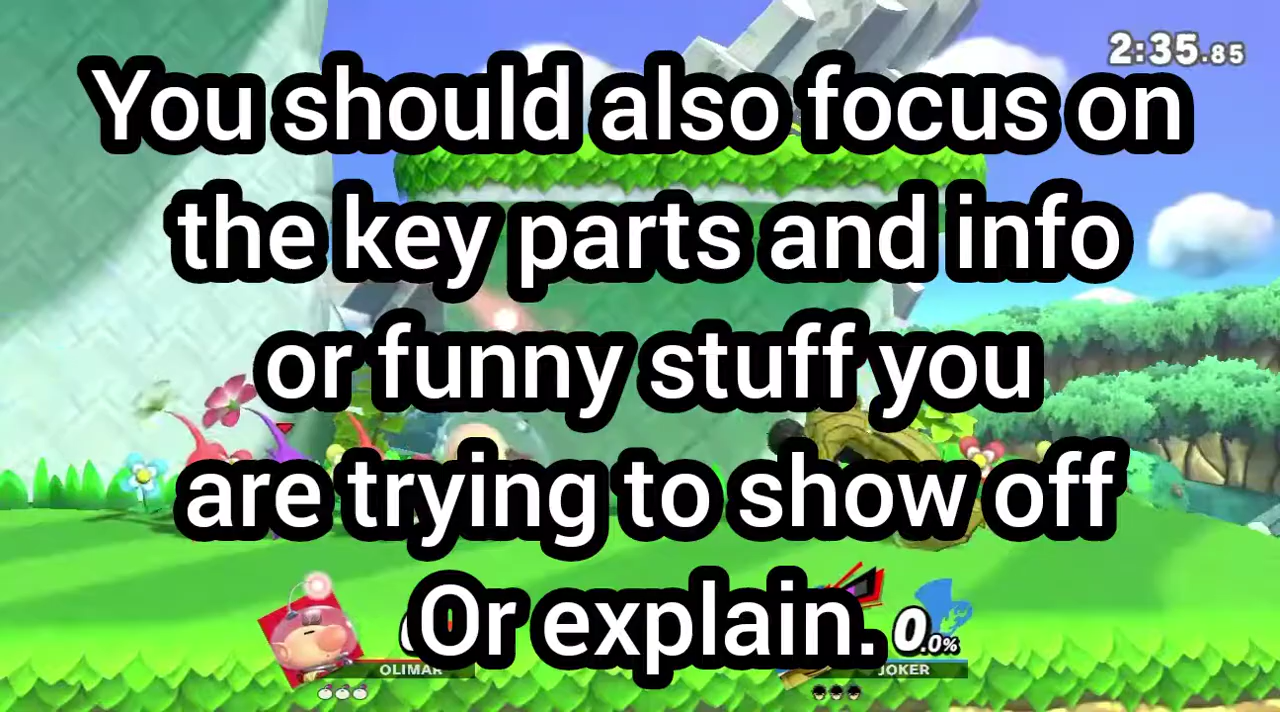 2:35.85
You should also focus on
the key parts and info
or funny stuff you
are trying to show off
Or explain.
0.0%
OLIMAR
JOKER